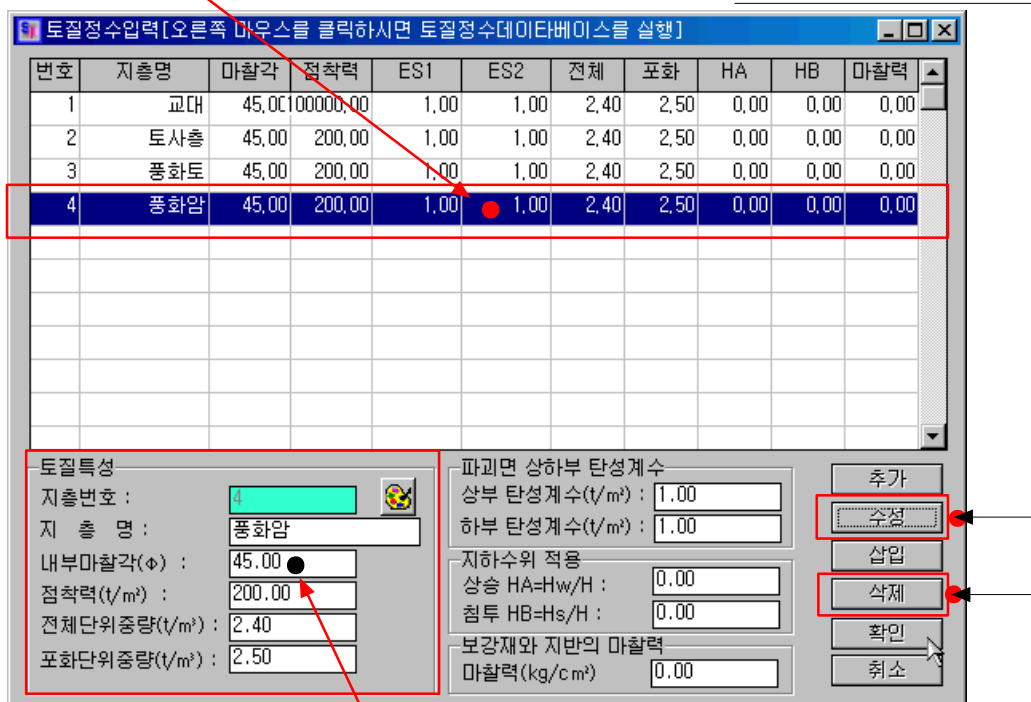 토질정수입력[오른쪽 마우스를 클릭하시면 토질정수데이타베이스를 실행]
번호 지층명 마찰각 점착력 ES1 ES2 전체 포화 HA HB 마찰력
1 교대 45.00 100000.00 1.00 1.00 2.40 2.50 0.00 0.00 0.00
2 토사층 45.00 200.00 1.00 1.00 2.40 2.50 0.00 0.00 0.00
3 풍화토 45.00 200.00 1.00 1.00 2.40 2.50 0.00 0.00 0.00
4 풍화암 45.00 200.00 1.00 1.00 2.40 2.50 0.00 0.00 0.00
토질특성
지층번호 : 4
지 층 명 : 풍화암
내부마찰각(Φ) : 45.00
점착력(t/m²) : 200.00
전체단위중량(t/m³) : 2.40
포화단위중량(t/m³) : 2.50
파괴면 상하부 탄성계수
상부 탄성계수(t/m²) : 1.00
하부 탄성계수(t/m²) : 1.00
지하수위 적용
상승 HA=Hw/H : 0.00
침투 HB=Hs/H : 0.00
보강재와 지반의 마찰력
마찰력(kg/cm²) 0.00
추가
수성
삽입
삭제
확인
취소